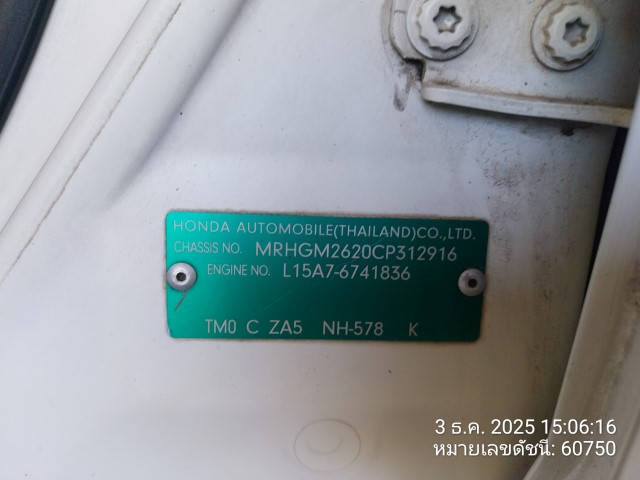 HONDA AUTOMOBILE(THAILAND)CO.,LTD.
CHASSIS NO. MRHGM2620CP312916
ENGINE NO. L15A7-6741836
TM0 C ZA5 NH-578 K
3 ธ.ค. 2025 15:06:16
หมายเลขดัชนี: 60750